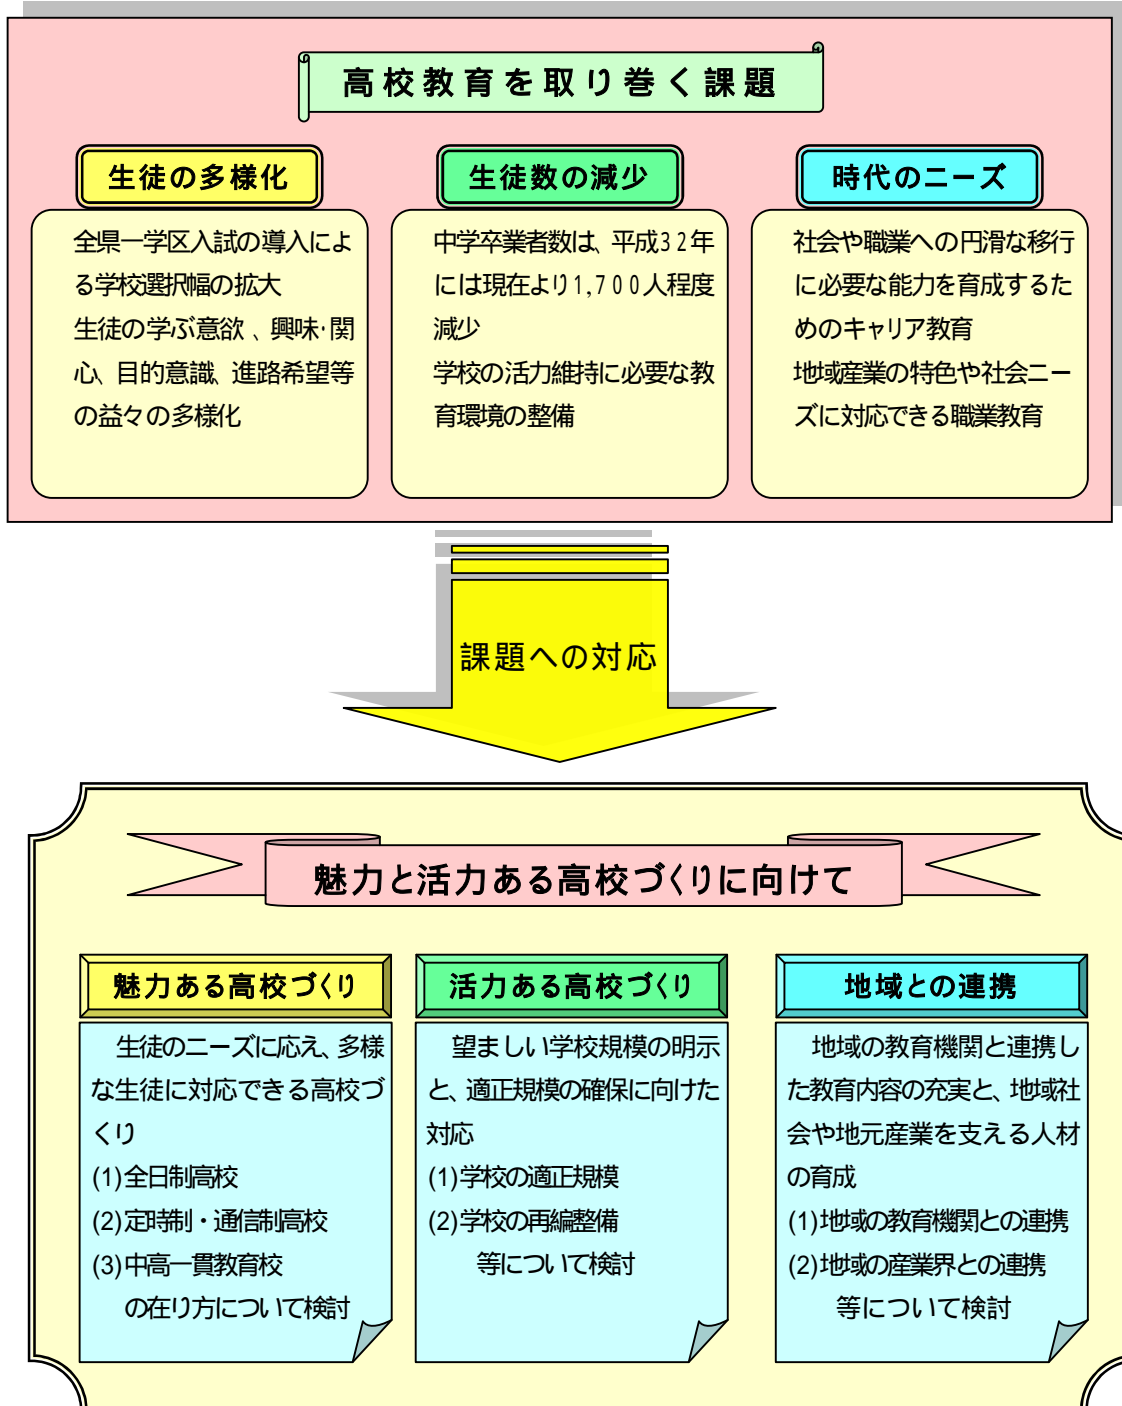 高校教育を取り巻く課題
生徒の多様化
全県一学区入試の導入によ
る学校選択幅の拡大
生徒の学ぶ意欲、興味・関
心、目的意識、進路希望等
の益々の多様化
生徒数の減少
中学卒業者数は、平成32年
には現在より1,700人程度
減少
学校の活力維持に必要な教
育環境の整備
時代のニーズ
社会や職業への円滑な移行
に必要な能力を育成するた
めのキャリア教育
地域産業の特色や社会ニー
ズに対応できる職業教育
課題への対応
魅力と活力ある高校づくりに向けて
魅力ある高校づくり
生徒のニーズに応え、多様
な生徒に対応できる高校づ
くり
(1)全日制高校
(2)定時制・通信制高校
(3)中高一貫教育校
の在り方について検討
活力ある高校づくり
望ましい学校規模の明示
と、適正規模の確保に向けた
対応
(1)学校の適正規模
(2)学校の再編整備
等について検討
地域との連携
地域の教育機関と連携し
た教育内容の充実と、地域社
会や地元産業を支える人材
の育成
(1)地域の教育機関との連携
(2)地域の産業界との連携
等について検討